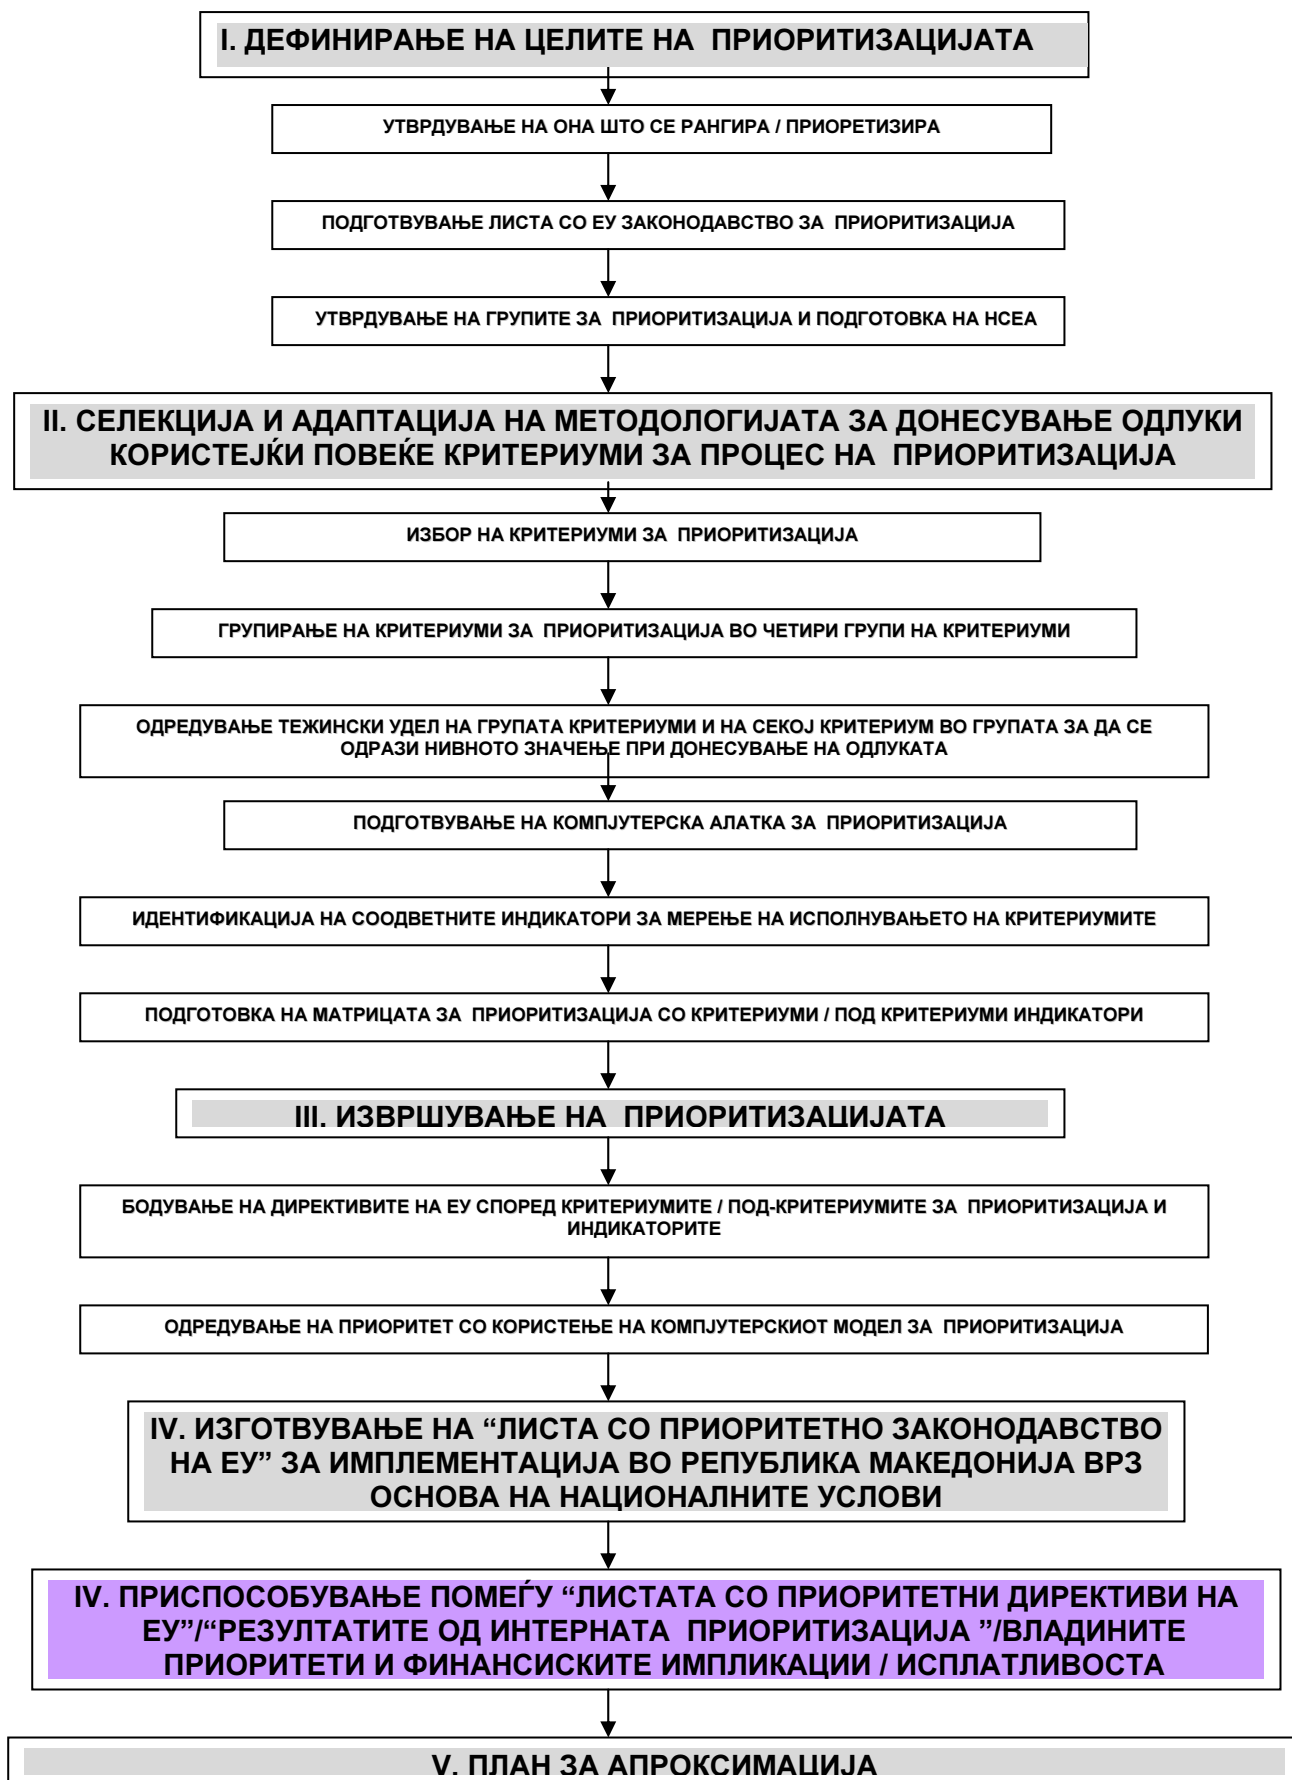 I. ДЕФИНИРАЊЕ НА ЦЕЛИТЕ НА ПРИОРИТИЗАЦИЈАТА
УТВРДУВАЊЕ НА ОНА ШТО СЕ РАНГИРА / ПРИОРЕТИЗИРА
ПОДГОТВУВАЊЕ ЛИСТА СО ЕУ ЗАКОНОДАВСТВО ЗА ПРИОРИТИЗАЦИЈА
УТВРДУВАЊЕ НА ГРУПИТЕ ЗА ПРИОРИТИЗАЦИЈА И ПОДГОТОВКА НА НСЕА
II. СЕЛЕКЦИЈА И АДАПТАЦИЈА НА МЕТОДОЛОГИЈАТА ЗА ДОНЕСУВАЊЕ ОДЛУКИ
КОРИСТЕЈЌИ ПОВЕЌЕ КРИТЕРИУМИ ЗА ПРОЦЕС НА ПРИОРИТИЗАЦИЈА
ИЗБОР НА КРИТЕРИУМИ ЗА ПРИОРИТИЗАЦИЈА
ГРУПИРАЊЕ НА КРИТЕРИУМИ ЗА ПРИОРИТИЗАЦИЈА ВО ЧЕТИРИ ГРУПИ НА КРИТЕРИУМИ
ОДРЕДУВАЊЕ ТЕЖИНСКИ УДЕЛ НА ГРУПАТА КРИТЕРИУМИ И НА СЕКОЈ КРИТЕРИУМ ВО ГРУПАТА ЗА ДА СЕ
ОДРАЗИ НИВНОТО ЗНАЧЕЊЕ ПРИ ДОНЕСУВАЊЕ НА ОДЛУКАТА
ПОДГОТВУВАЊЕ НА КОМПЈУТЕРСКА АЛАТКА ЗА ПРИОРИТИЗАЦИЈА
ИДЕНТИФИКАЦИЈА НА СООДВЕТНИТЕ ИНДИКАТОРИ ЗА МЕРЕЊЕ НА ИСПОЛНУВАЊЕТО НА КРИТЕРИУМИТЕ
ПОДГОТОВКА НА МАТРИЦАТА ЗА ПРИОРИТИЗАЦИЈА СО КРИТЕРИУМИ / ПОД КРИТЕРИУМИ ИНДИКАТОРИ
III. ИЗВРШУВАЊЕ НА ПРИОРИТИЗАЦИЈАТА
БОДУВАЊЕ НА ДИРЕКТИВИТЕ НА ЕУ СПОРЕД КРИТЕРИУМИТЕ / ПОД-КРИТЕРИУМИТЕ ЗА ПРИОРИТИЗАЦИЈА И
ИНДИКАТОРИТЕ
ОДРЕДУВАЊЕ НА ПРИОРИТЕТ СО КОРИСТЕЊЕ НА КОМПЈУТЕРСКИОТ МОДЕЛ ЗА ПРИОРИТИЗАЦИЈА
IV. ИЗГОТВУВАЊЕ НА “ЛИСТА СО ПРИОРИТЕТНО ЗАКОНОДАВСТВО
НА ЕУ” ЗА ИМПЛЕМЕНТАЦИЈА ВО РЕПУБЛИКА МАКЕДОНИЈА ВРЗ
ОСНОВА НА НАЦИОНАЛНИТЕ УСЛОВИ
IV. ПРИСПОСОБУВАЊЕ ПОМЕЃУ “ЛИСТАТА СО ПРИОРИТЕТНИ ДИРЕКТИВИ НА
ЕУ”/“РЕЗУЛТАТИТЕ ОД ИНТЕРНАТА ПРИОРИТИЗАЦИЈА ”/ВЛАДИНИТЕ
ПРИОРИТЕТИ И ФИНАНСИСКИТЕ ИМПЛИКАЦИИ / ИСПЛАТЛИВОСТА
V. ПЛАН ЗА АПРОКСИМАЦИЈА